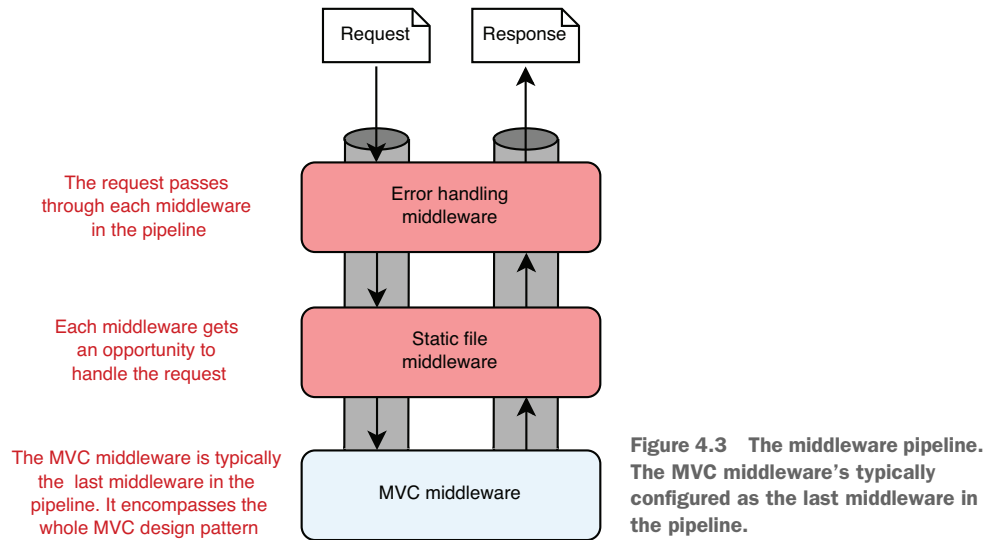 Request
Response
The request passes
through each middleware
in the pipeline
Error handling
middleware
Each middleware gets
an opportunity to
handle the request
Static file
middleware
The MVC middleware is typically
the last middleware in the
pipeline. It encompasses the
whole MVC design pattern
MVC middleware
Figure 4.3 The middleware pipeline.
The MVC middleware's typically
configured as the last middleware in
the pipeline.